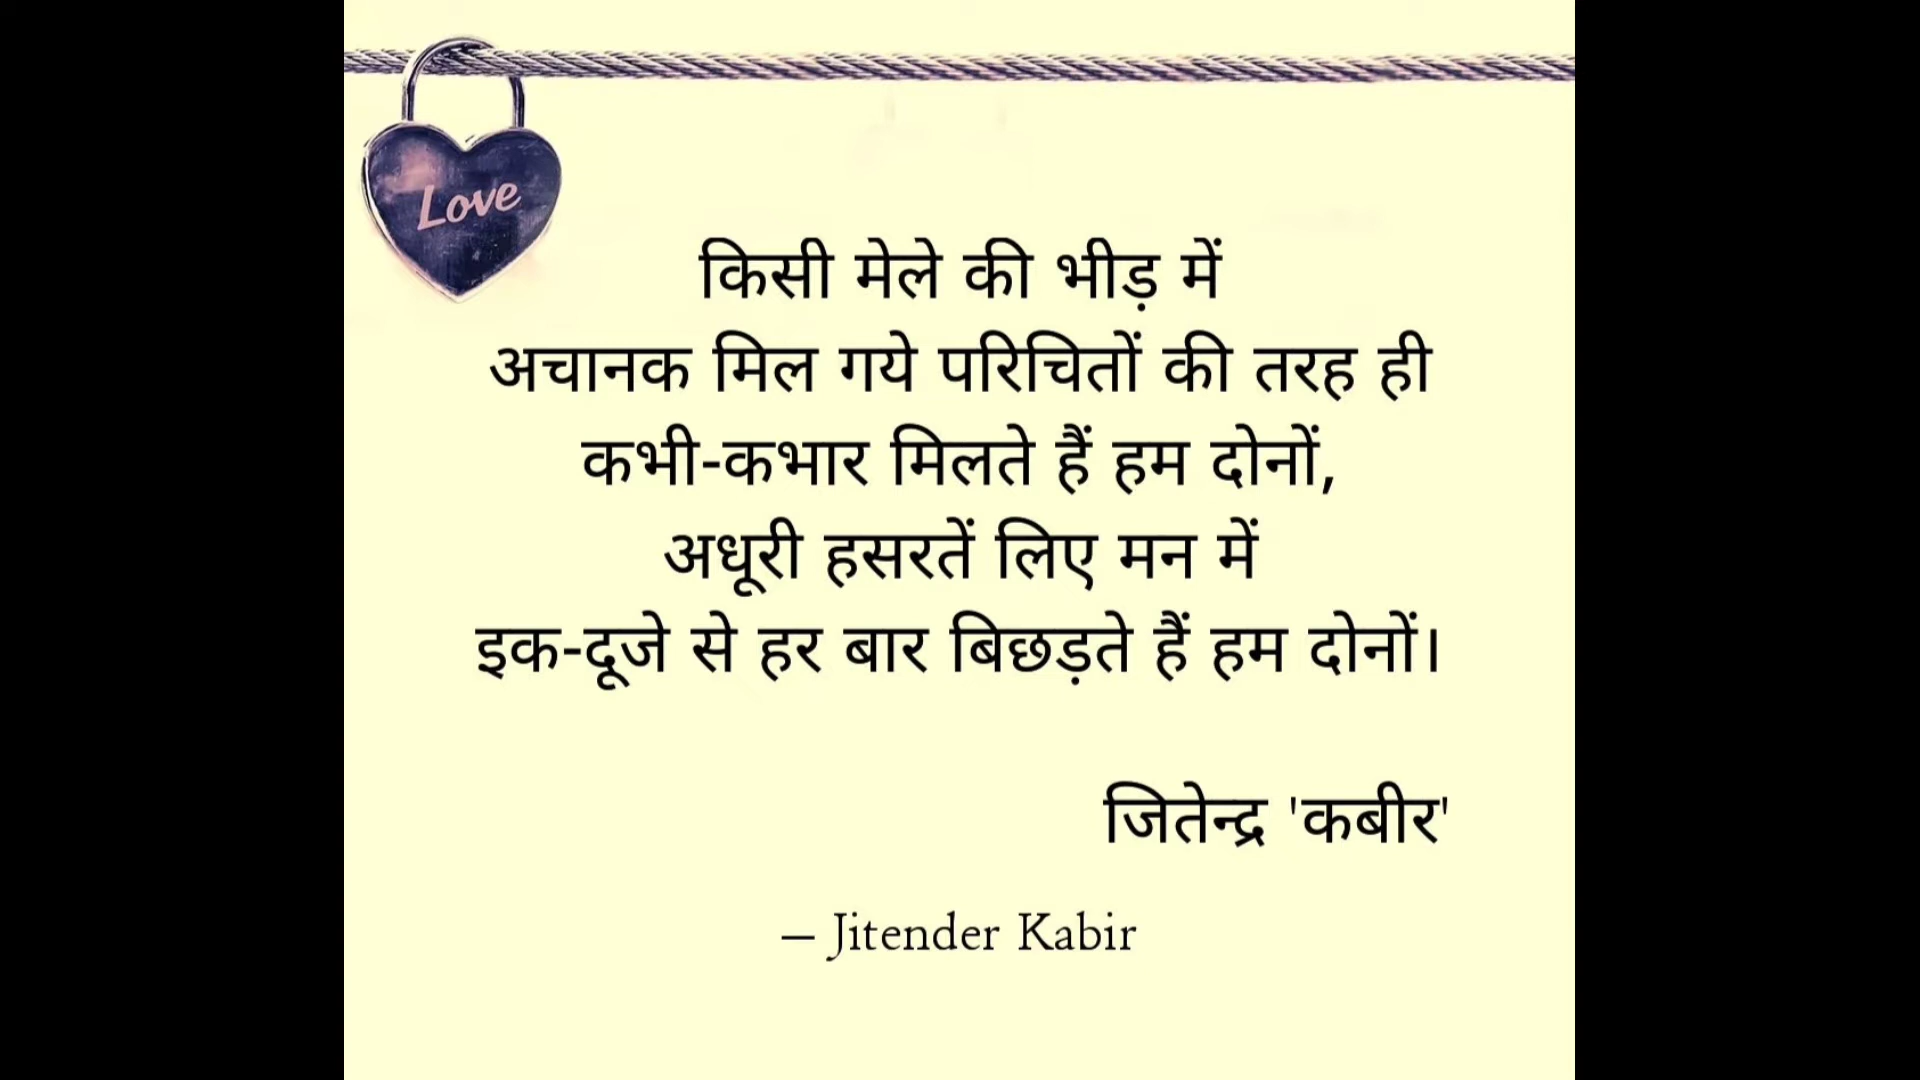 Love
किसी मेले की भीड़ में
अचानक मिल गये परिचितों की तरह ही
कभी-कभार मिलते हैं हम दोनों,
अधूरी हसरतें लिए मन में
इक-दूजे से हर बार बिछड़ते हैं हम दोनों।
जितेन्द्र 'कबीर'
– Jitender Kabir